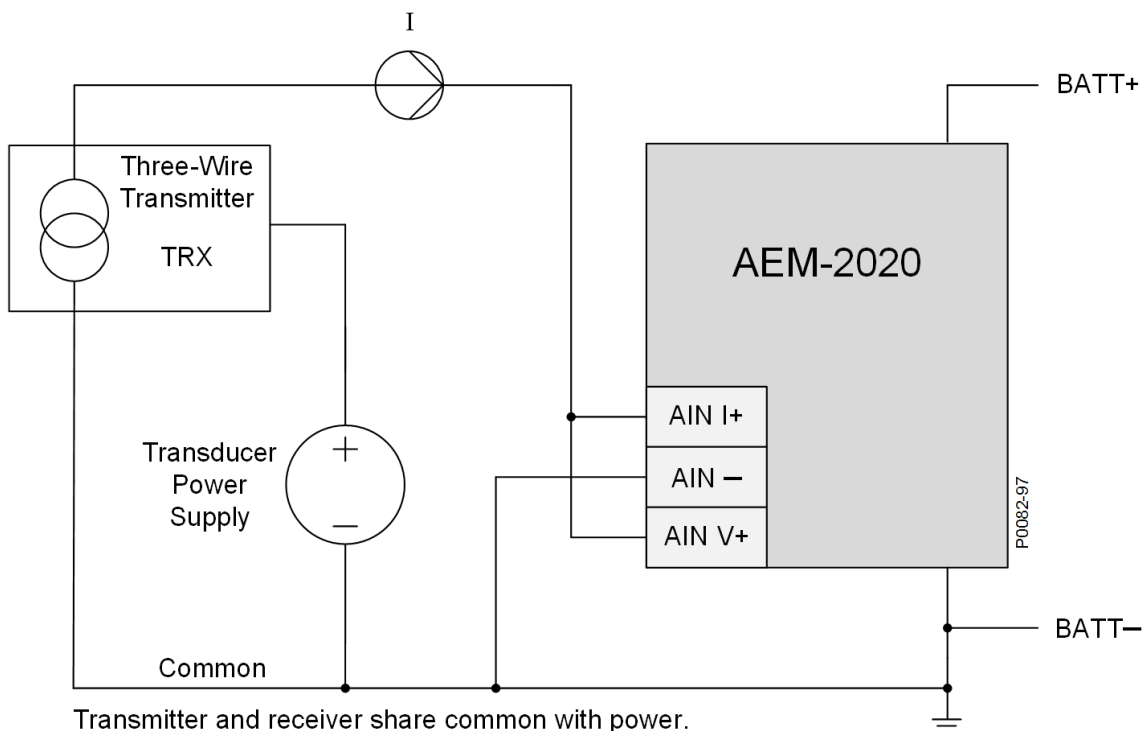 I
BATT+
Three-Wire
Transmitter
TRX
AEM-2020
AIN I+
AIN –
AIN V+
Transducer
Power
Supply
+
–
P0082-97
BATT–
Common
Transmitter and receiver share common with power.